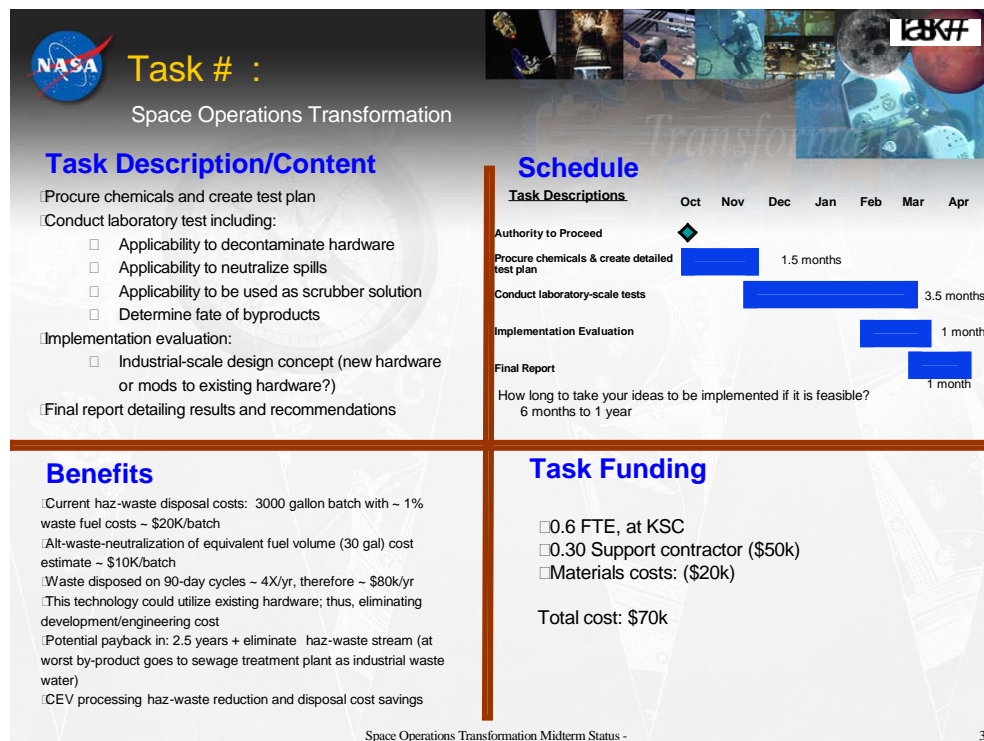 Task#
NASA
Task # :
Space Operations Transformation
Transformation
Task Description/Content
Procure chemicals and create test plan
Conduct laboratory test including:
Applicability to decontaminate hardware
Applicability to neutralize spills
Applicability to be used as scrubber solution
Determine fate of byproducts
Implementation evaluation:
Industrial-scale design concept (new hardware
or mods to existing hardware?)
Final report detailing results and recommendations
Schedule
Task Descriptions
Oct Nov Dec Jan Feb Mar Apr
Authority to Proceed
Procure chemicals & create detailed
test plan
1.5 months
Conduct laboratory-scale tests
3.5 months
Implementation Evaluation
1 month
Final Report
1 month
How long to take your ideas to be implemented if it is feasible?
6 months to 1 year
Benefits
Current haz-waste disposal costs: 3000 gallon batch with ~ 1%
waste fuel costs ~ $20K/batch
Alt-waste-neutralization of equivalent fuel volume (30 gal) cost
estimate ~ $10K/batch
Waste disposed on 90-day cycles ~ 4X/yr, therefore ~ $80k/yr
This technology could utilize existing hardware; thus, eliminating
development/engineering cost
Potential payback in: 2.5 years + eliminate haz-waste stream (at
worst by-product goes to sewage treatment plant as industrial waste
water)
CEV processing haz-waste reduction and disposal cost savings
Task Funding
0.6 FTE, at KSC
0.30 Support contractor ($50k)
Materials costs: ($20k)
Total cost: $70k
Space Operations Transformation Midterm Status -
3